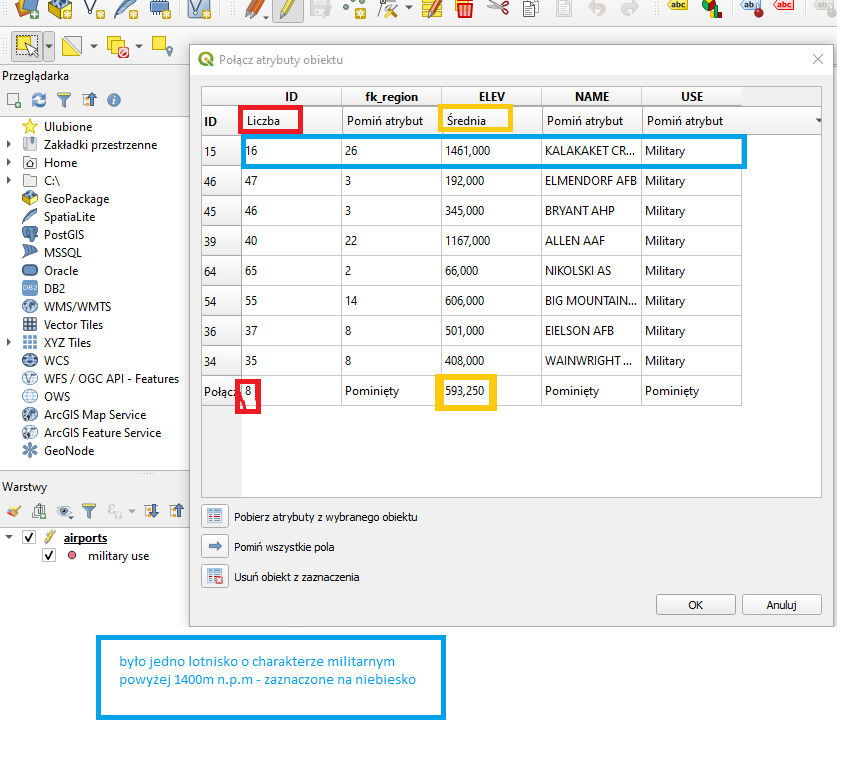 abc
abc
abc
ab
Przeglądarka
Ulubione
Zakładki przestrzenne
Home
C:\
GeoPackage
SpatiaLite
PostGIS
MSSQL
Oracle
DB2
WMS/WMTS
Vector Tiles
XYZ Tiles
WCS
WFS / OGC API - Features
OWS
ArcGIS Map Service
ArcGIS Feature Service
GeoNode
Warstwy
airports
military use
Połącz atrybuty obiektu
ID fk_region ELEV NAME USE
ID Liczba Pomiń atrybut Średnia Pomiń atrybut Pomiń atrybut
15 16 26 1461,000 KALAKAKET CR... Military
46 47 3 192,000 ELMENDORF AFB Military
45 46 3 345,000 BRYANT AHP Military
39 40 22 1167,000 ALLEN AAF Military
64 65 2 66,000 NIKOLSKI AS Military
54 55 14 606,000 BIG MOUNTAIN... Military
36 37 8 501,000 EIELSON AFB Military
34 35 8 408,000 WAINWRIGHT ... Military
Połącz 8 Pominięty 593,250 Pominięty Pominięty
Pobierz atrybuty z wybranego obiektu
Pomiń wszystkie pola
Usuń obiekt z zaznaczenia
OK Anuluj
było jedno lotnisko o charakterze militarnym
powyżej 1400m n.p.m - zaznaczone na niebiesko